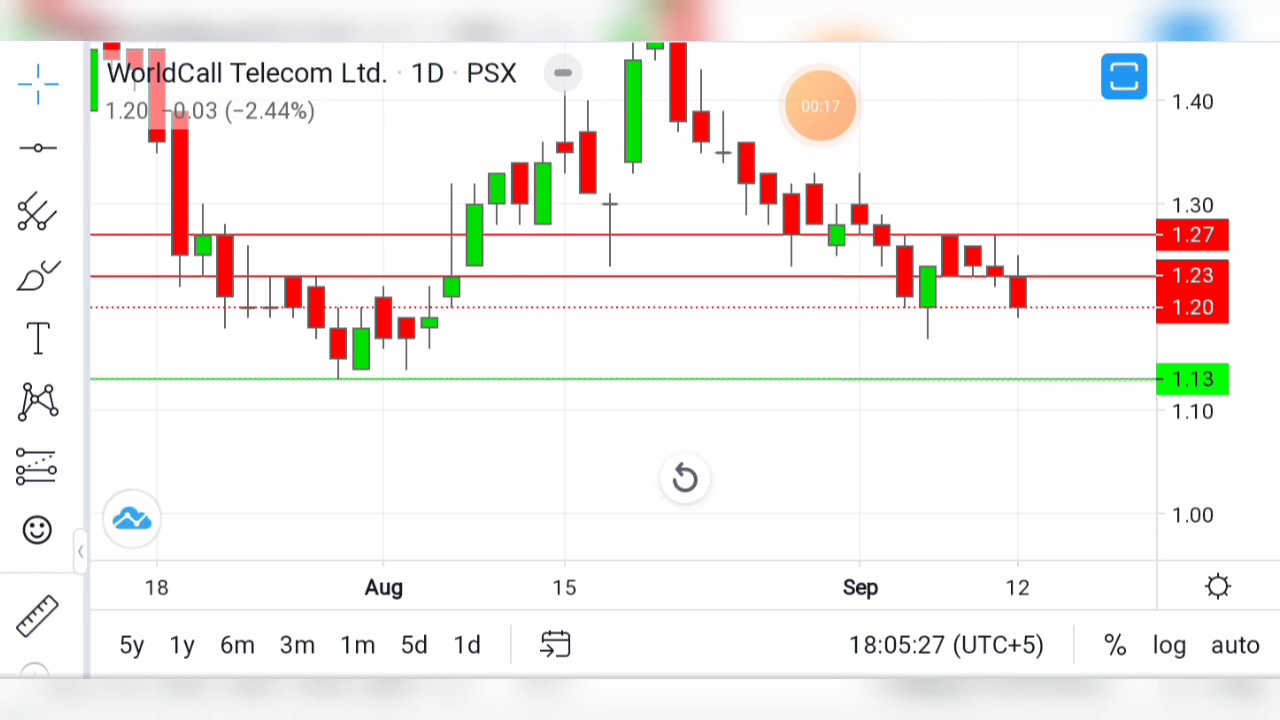 WorldCall Telecom Ltd. · 1D · PSX
1.20 −0.03 (−2.44%)
00:17
1.40
1.30
1.27
1.23
1.20
1.13
1.10
1.00
T
18 Aug 15 Sep 12
5y 1y 6m 3m 1m 5d 1d 18:05:27 (UTC+5) % log auto